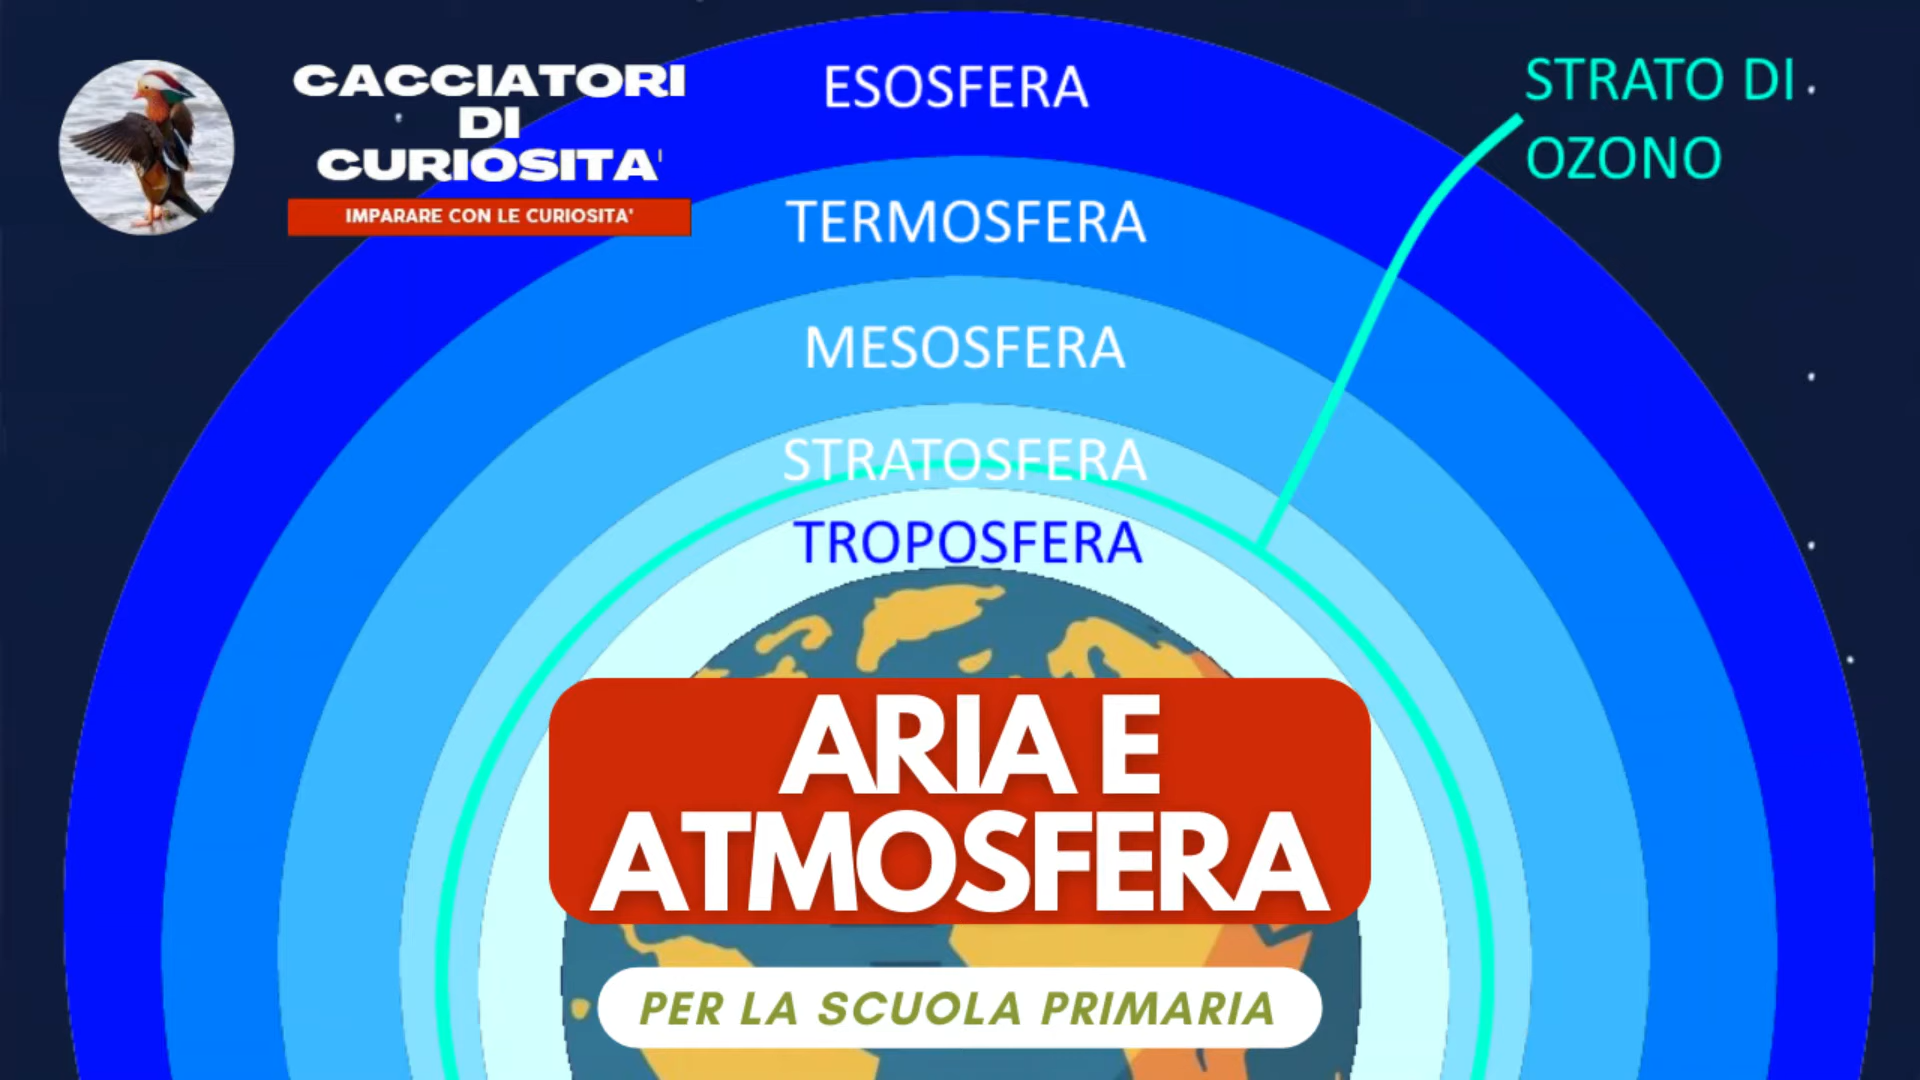 CACCIATORI
DI
CURIOSITA'
IMPARARE CON LE CURIOSITA'
ESOSFERA
STRATO DI
OZONO
TERMOSFERA
MESOSFERA
STRATOSFERA
TROPOSFERA
ARIA E
ATMOSFERA
PER LA SCUOLA PRIMARIA